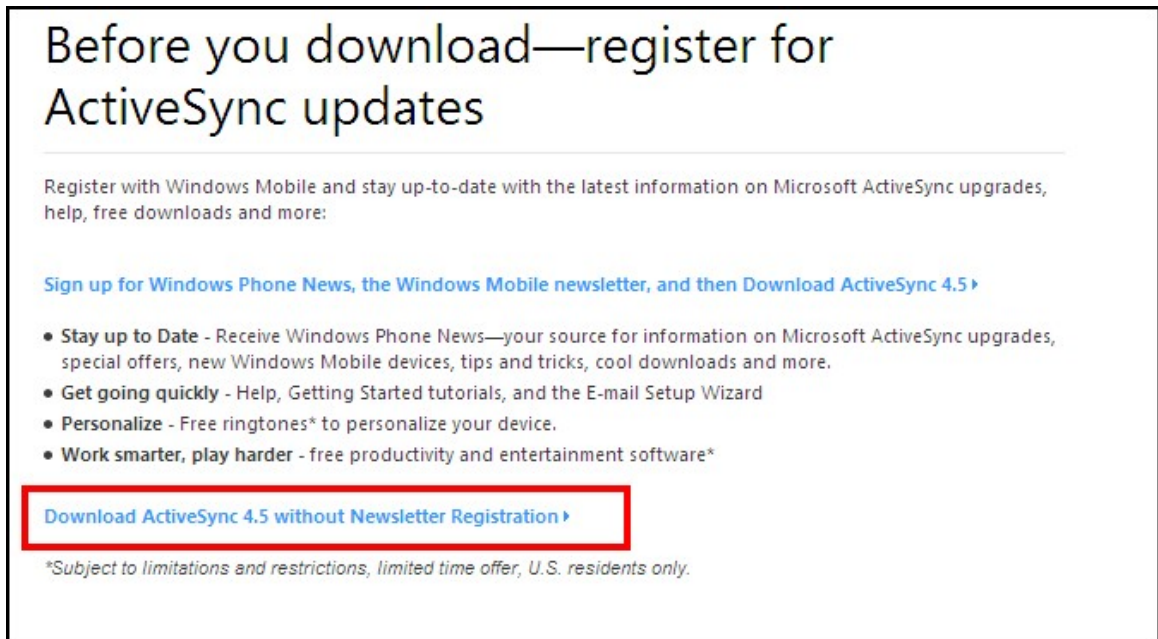 Before you download—register for
ActiveSync updates
Register with Windows Mobile and stay up-to-date with the latest information on Microsoft ActiveSync upgrades,
help, free downloads and more:
Sign up for Windows Phone News, the Windows Mobile newsletter, and then Download ActiveSync 4.5
• Stay up to Date - Receive Windows Phone News—your source for information on Microsoft ActiveSync upgrades,
special offers, new Windows Mobile devices, tips and tricks, cool downloads and more.
• Get going quickly - Help, Getting Started tutorials, and the E-mail Setup Wizard
• Personalize - Free ringtones* to personalize your device.
• Work smarter, play harder - free productivity and entertainment software*
Download ActiveSync 4.5 without Newsletter Registration
*Subject to limitations and restrictions, limited time offer, U.S. residents only.